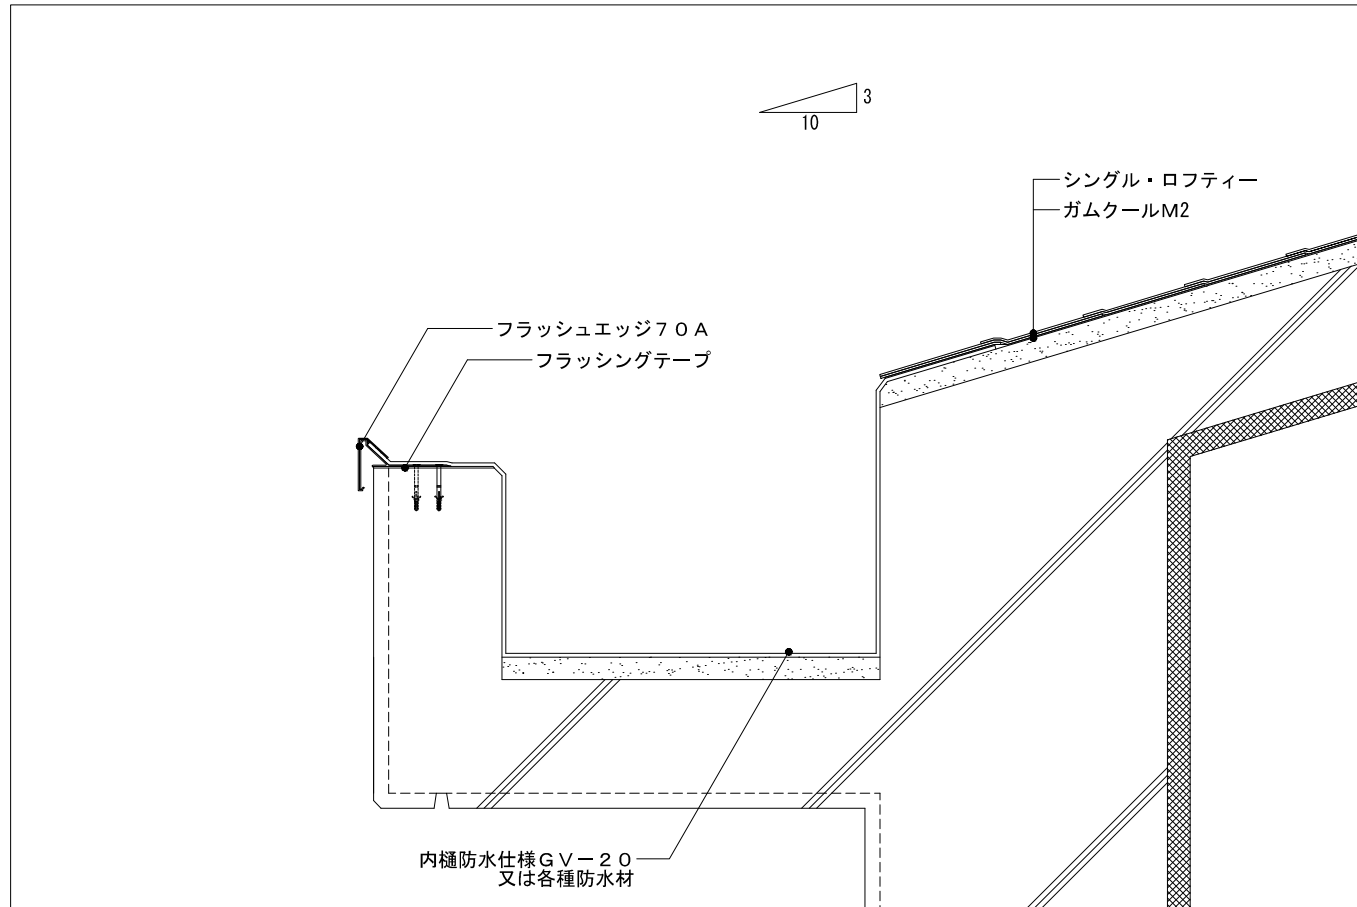 3
10
シングル・ロフティー
ガムクールM2
フラッシュエッジ７０Ａ
フラッシングテープ
内樋防水仕様ＧＶ－２０
又は各種防水材